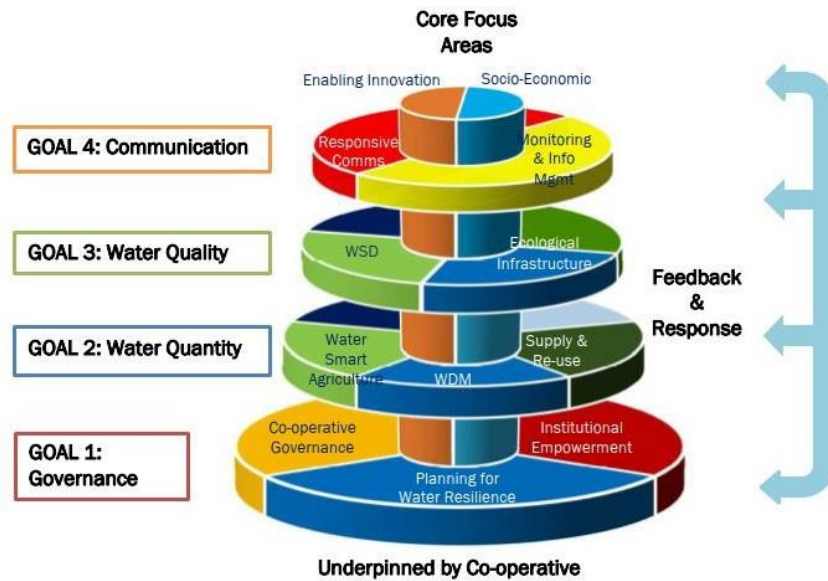 Core Focus
Areas
Enabling Innovation
Socio-Economic
GOAL 4: Communication
Responsive
Comms
Monitoring
& Info
Mgmt
GOAL 3: Water Quality
WSD
Ecological
Infrastructure
Feedback
&
Response
GOAL 2: Water Quantity
Water
Smart
Agriculture
WDM
Supply &
Re-use
GOAL 1:
Governance
Co-operative
Governance
Institutional
Empowerment
Planning for
Water Resilience
Underpinned by Co-operative